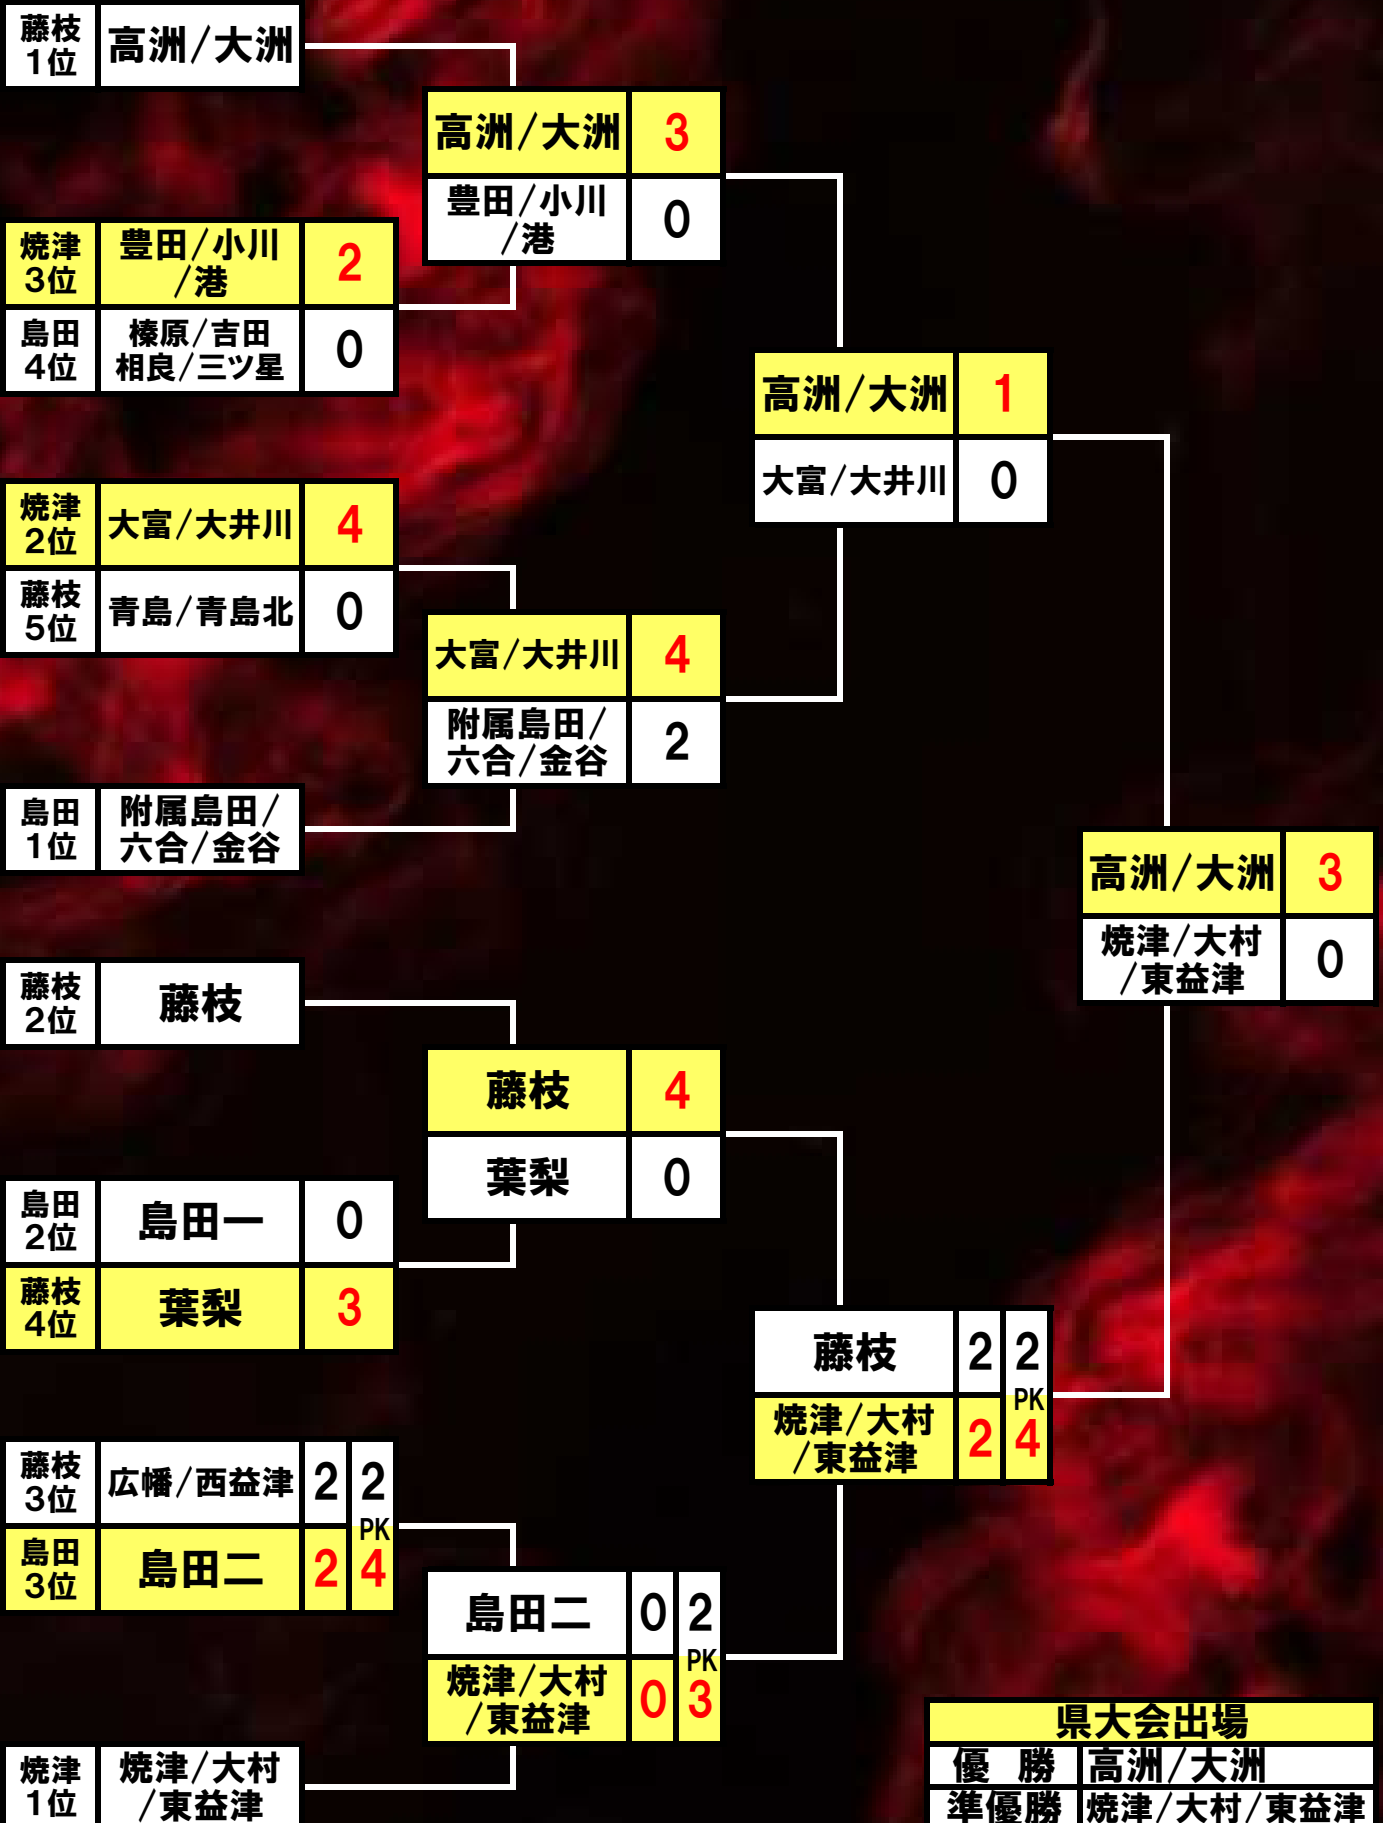 藤枝
1位
高洲/大洲
高洲/大洲 3
豊田/小川
/港
0
焼津
3位
豊田/小川
/港
2
島田
4位
榛原/吉田
相良/三ツ星
0
高洲/大洲 1
大富/大井川 0
焼津
2位
大富/大井川 4
藤枝
5位
青島/青島北 0
大富/大井川 4
附属島田/
六合/金谷
2
島田
1位
附属島田/
六合/金谷
高洲/大洲 3
焼津/大村
/東益津
0
藤枝
2位
藤枝
藤枝 4
葉梨 0
島田
2位
島田一 0
藤枝
4位
葉梨 3
藤枝 2 2
PK
焼津/大村
/東益津
2 4
藤枝
3位
広幡/西益津 2 2
PK
島田
3位
島田二 2 4
島田二 0 2
PK
焼津/大村
/東益津
0 3
焼津
1位
焼津/大村
/東益津
県大会出場
優 勝 高洲/大洲
準優勝 焼津/大村/東益津